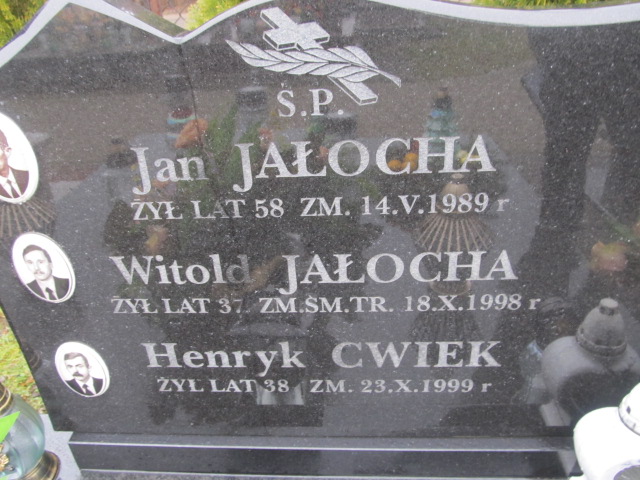 Ś.P.
Jan JAŁOCHA
ŻYŁ LAT 58 ZM. 14.V.1989 r
Witold JAŁOCHA
ŻYŁ LAT 37 ZM.ŚM.TR. 18.X.1998 r
Henryk ĆWIEK
ŻYŁ LAT 38 ZM. 23.X.1999 r